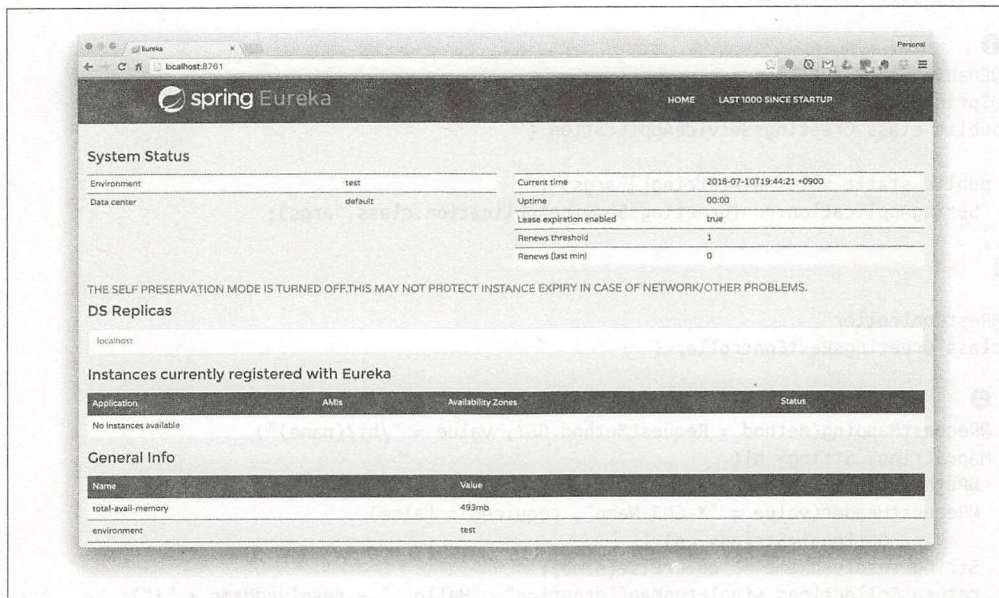 Eureka
Personal
localhost:8761
spring Eureka
HOME LAST 1000 SINCE STARTUP
System Status
Environment test
Data center default
Current time 2016-07-10T19:44:21 +0900
Uptime 00:00
Lease expiration enabled true
Renews threshold 1
Renews (last min) 0
THE SELF PRESERVATION MODE IS TURNED OFF.THIS MAY NOT PROTECT INSTANCE EXPIRY IN CASE OF NETWORK/OTHER PROBLEMS.
DS Replicas
localhost
Instances currently registered with Eureka
Application AMIs Availability Zones Status
No instances available
General Info
Name Value
total-avail-memory 493mb
environment test